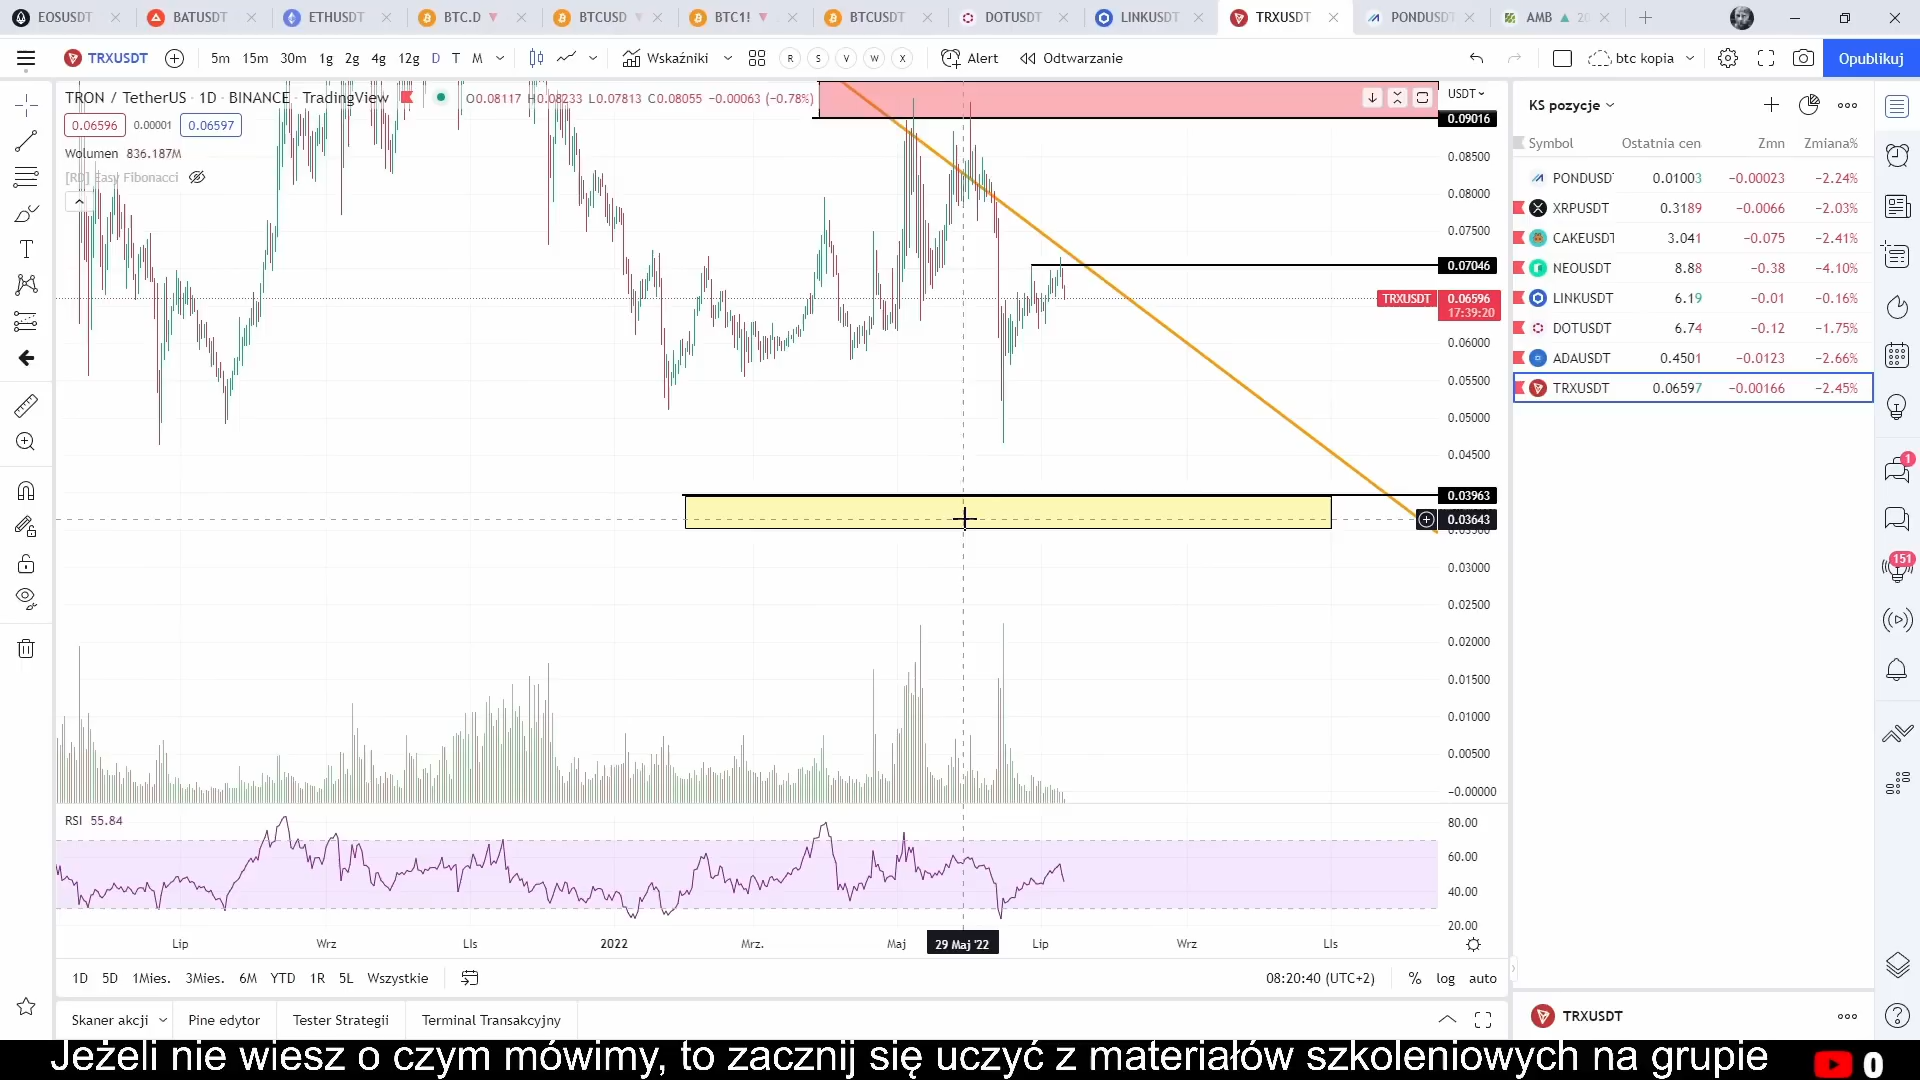 EOSUSDT BATUSDT ETHUSDT BTC.D BTCUSD BTC1! BTCUSDT DOTUSDT LINKUSDT TRXUSDT PONDUSDT AMB
TRXUSDT 5m 15m 30m 1g 2g 4g 12g D T M Wskaźniki R S V W X Alert Odtwarzanie btc kopia Opublikuj
TRON / TetherUS · 1D · BINANCE · TradingView O0.08117 H0.08233 L0.07813 C0.08055 −0.00063 (−0.78%)
0.06596 0.00001 0.06597
Wolumen 836.187M
[RD] Easy Fibonacci
USDT
0.09016
0.08500
0.08000
0.07500
0.07046
TRXUSDT 0.06596
17:39:20
0.06000
0.05500
0.05000
0.04500
0.03963
0.03643
0.03000
0.02500
0.02000
0.01500
0.01000
0.00500
−0.00000
RSI 55.84
80.00
60.00
40.00
20.00
Lip Wrz LIs 2022 Mrz. Maj 29 Maj '22 Lip Wrz LIs
1D 5D 1Mies. 3Mies. 6M YTD 1R 5L Wszystkie 08:20:40 (UTC+2) % log auto
Skaner akcji Pine edytor Tester Strategii Terminal Transakcyjny
KS pozycje
Symbol Ostatnia cen Zmn Zmiana%
PONDUSDT 0.01003 −0.00023 −2.24%
XRPUSDT 0.3189 −0.0066 −2.03%
CAKEUSDT 3.041 −0.075 −2.41%
NEOUSDT 8.88 −0.38 −4.10%
LINKUSDT 6.19 −0.01 −0.16%
DOTUSDT 6.74 −0.12 −1.75%
ADAUSDT 0.4501 −0.0123 −2.66%
TRXUSDT 0.06597 −0.00166 −2.45%
1
151
TRXUSDT
Jeżeli nie wiesz o czym mówimy, to zacznij się uczyć z materiałów szkoleniowych na grupie
0